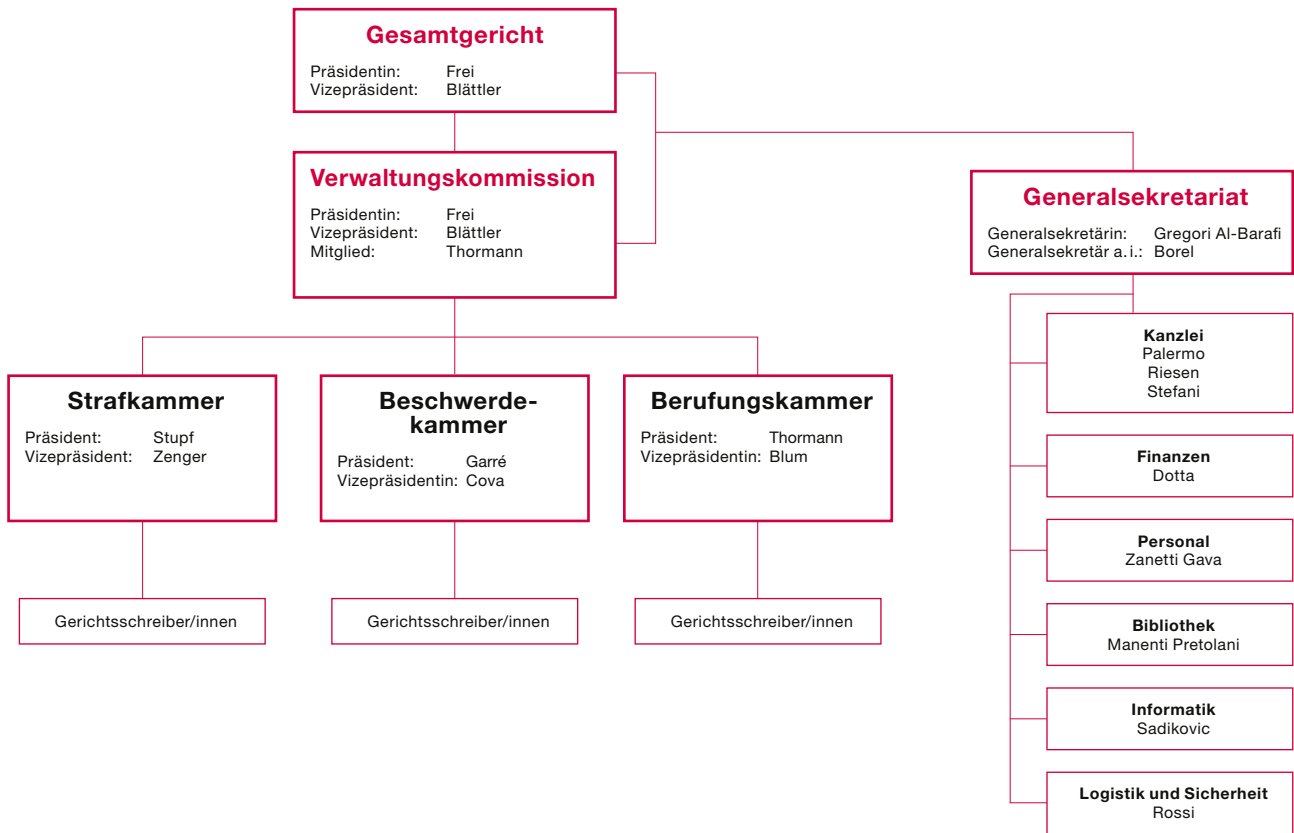 Gesamtgericht
Präsidentin: Frei
Vizepräsident: Blättler
Verwaltungskommission
Präsidentin: Frei
Vizepräsident: Blättler
Mitglied: Thormann
Generalsekretariat
Generalsekretärin: Gregori Al-Barafi
Generalsekretär a.i.: Borel
Strafkammer
Präsident: Stupf
Vizepräsident: Zenger
Beschwerde-
kammer
Präsident: Garré
Vizepräsidentin: Cova
Berufungskammer
Präsident: Thormann
Vizepräsidentin: Blum
Gerichtsschreiber/innen
Gerichtsschreiber/innen
Gerichtsschreiber/innen
Kanzlei
Palermo
Riesen
Stefani
Finanzen
Dotta
Personal
Zanetti Gava
Bibliothek
Manenti Pretolani
Informatik
Sadikovic
Logistik und Sicherheit
Rossi